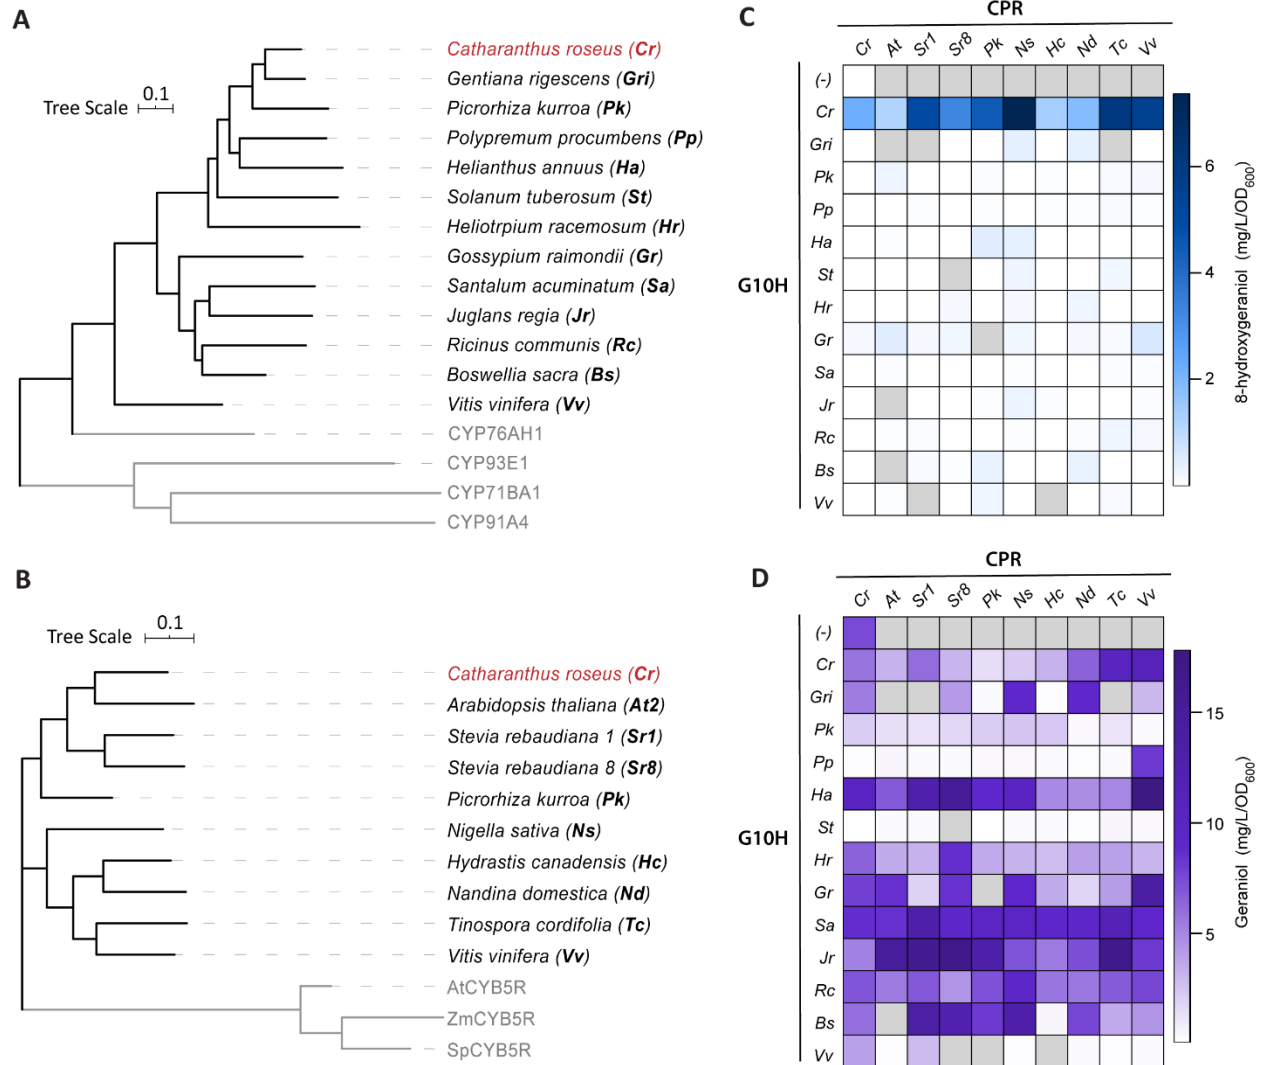 A
Tree Scale 0.1
Catharanthus roseus (Cr)
Gentiana rigescens (Gri)
Picrorhiza kurroa (Pk)
Polypremum procumbens (Pp)
Helianthus annuus (Ha)
Solanum tuberosum (St)
Heliotrpium racemosum (Hr)
Gossypium raimondii (Gr)
Santalum acuminatum (Sa)
Juglans regia (Jr)
Ricinus communis (Rc)
Boswellia sacra (Bs)
Vitis vinifera (Vv)
CYP76AH1
CYP93E1
CYP71BA1
CYP91A4
B
Tree Scale 0.1
Catharanthus roseus (Cr)
Arabidopsis thaliana (At2)
Stevia rebaudiana 1 (Sr1)
Stevia rebaudiana 8 (Sr8)
Picrorhiza kurroa (Pk)
Nigella sativa (Ns)
Hydrastis canadensis (Hc)
Nandina domestica (Nd)
Tinospora cordifolia (Tc)
Vitis vinifera (Vv)
AtCYB5R
ZmCYB5R
SpCYB5R
C
CPR
Cr At Sr1 Sr8 Pk Ns Hc Nd Tc Vv
G10H
(-)
Cr
Gri
Pk
Pp
Ha
St
Hr
Gr
Sa
Jr
Rc
Bs
Vv
6
4
2
8-hydroxygeraniol (mg/L/OD600)
D
CPR
Cr At Sr1 Sr8 Pk Ns Hc Nd Tc Vv
G10H
(-)
Cr
Gri
Pk
Pp
Ha
St
Hr
Gr
Sa
Jr
Rc
Bs
Vv
15
10
5
Geraniol (mg/L/OD600)